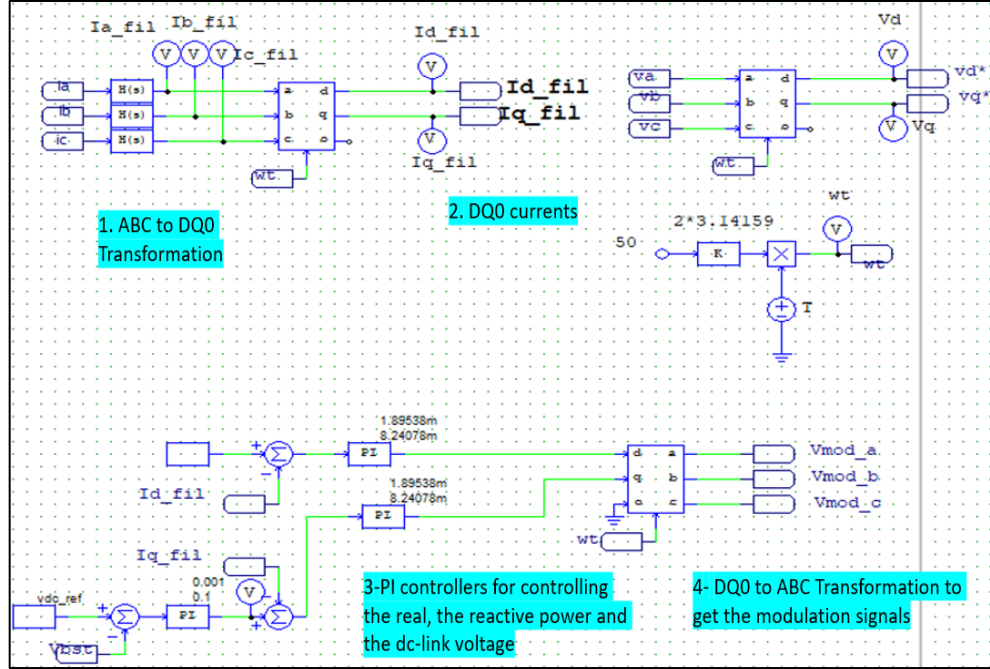 Ia_fil
Ib_fil
Ic_fil
V V V
Ia
Ib
ic
H(s)
H(s)
H(s)
a d
b q
c o
wt
Id_fil
V
Id_fil
Iq_fil
V
Iq_fil
Vd
V
va
vb
vc
a d
b q
c o
wt
vd*
vq*
V Vq
1. ABC to DQ0
Transformation
2. DQ0 currents
wt
2*3.14159
V
50
K
wt
T
1.89538m
8.24078m
PI
Id_fil
1.89538m
8.24078m
PI
d a
q b
o c
wt
Vmod_a
Vmod_b
Vmod_c
Iq_fil
0.001
0.1
vdc_ref
PI
V
Vbst
3-PI controllers for controlling
the real, the reactive power and
the dc-link voltage
4- DQ0 to ABC Transformation to
get the modulation signals